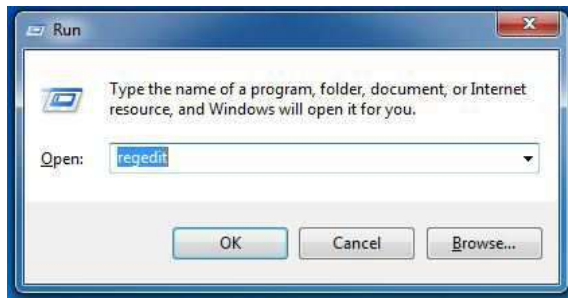 Run
Type the name of a program, folder, document, or Internet
resource, and Windows will open it for you.
Open:
regedit
OK
Cancel
Browse...